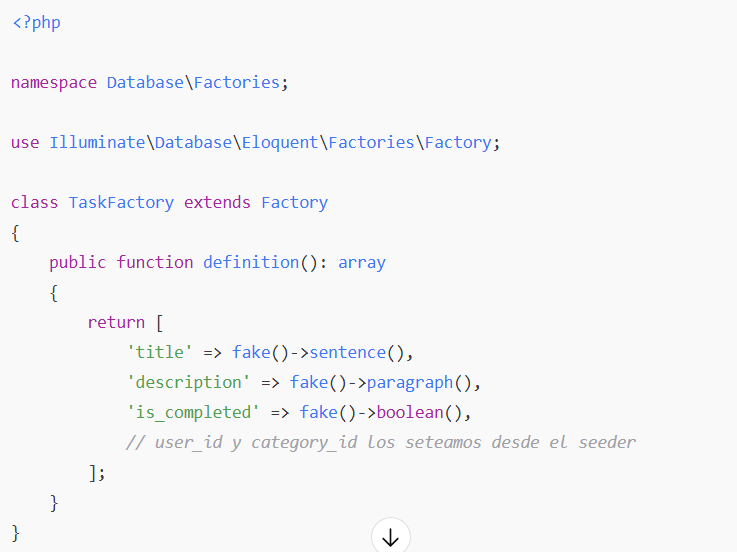 <?php
namespace Database\Factories;
use Illuminate\Database\Eloquent\Factories\Factory;
class TaskFactory extends Factory
{
    public function definition(): array
    {
        return [
            'title' => fake()->sentence(),
            'description' => fake()->paragraph(),
            'is_completed' => fake()->boolean(),
            // user_id y category_id los seteamos desde el seeder
        ];
    }
}